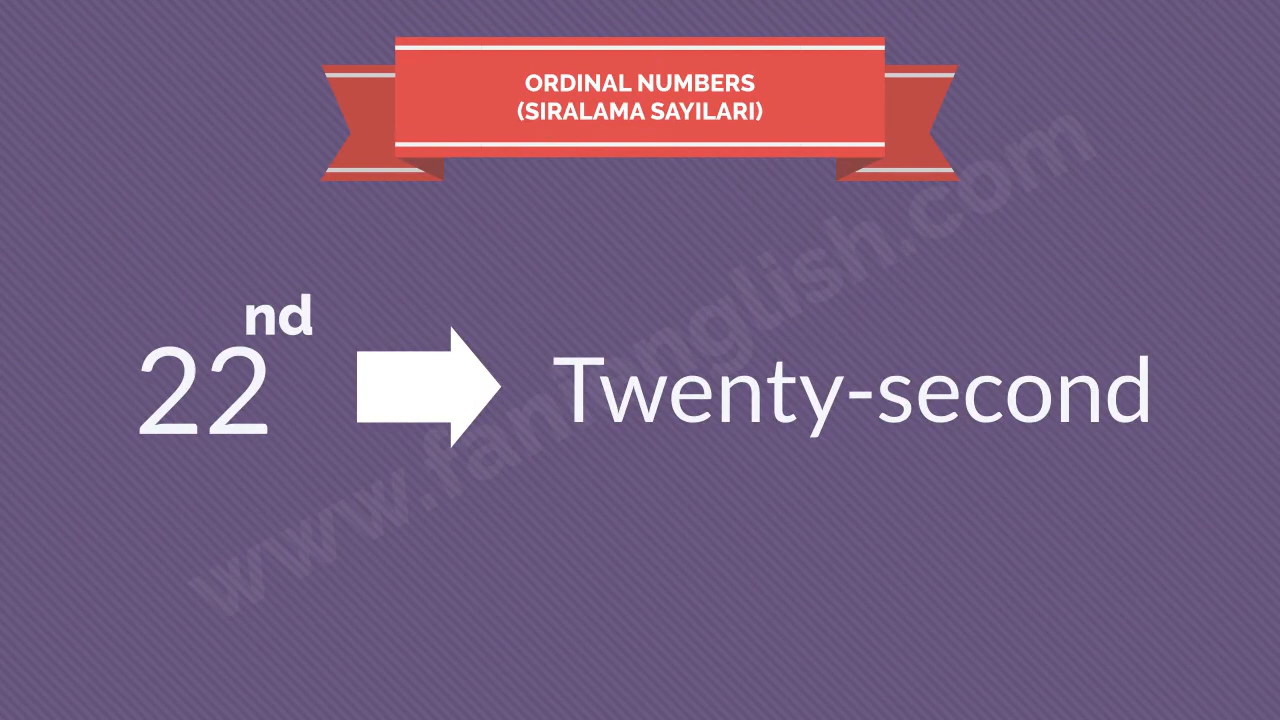 ORDINAL NUMBERS
(SIRALAMA SAYILARI)
22nd
Twenty-second